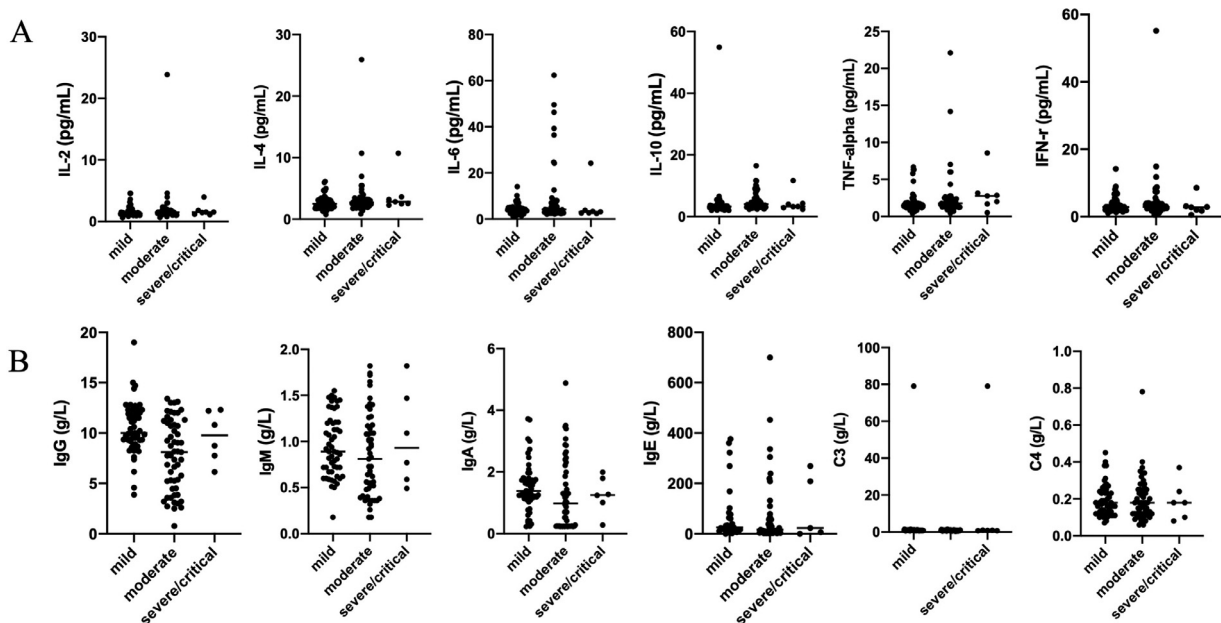 A
IL-2 (pg/mL)
30
20
10
0
mild
moderate
severe/critical
IL-4 (pg/mL)
30
20
10
0
mild
moderate
severe/critical
IL-6 (pg/mL)
80
60
40
20
0
mild
moderate
severe/critical
IL-10 (pg/mL)
60
40
20
0
mild
moderate
severe/critical
TNF-alpha (pg/mL)
25
20
15
10
5
0
mild
moderate
severe/critical
IFN-r (pg/mL)
60
40
20
0
mild
moderate
severe/critical
B
IgG (g/L)
20
15
10
5
0
mild
moderate
severe/critical
IgM (g/L)
2.0
1.5
1.0
0.5
0.0
mild
moderate
severe/critical
IgA (g/L)
6
4
2
0
mild
moderate
severe/critical
IgE (g/L)
800
600
400
200
0
mild
moderate
severe/critical
C3 (g/L)
100
80
60
40
20
0
mild
moderate
severe/critical
C4 (g/L)
1.0
0.8
0.6
0.4
0.2
0.0
mild
moderate
severe/critical